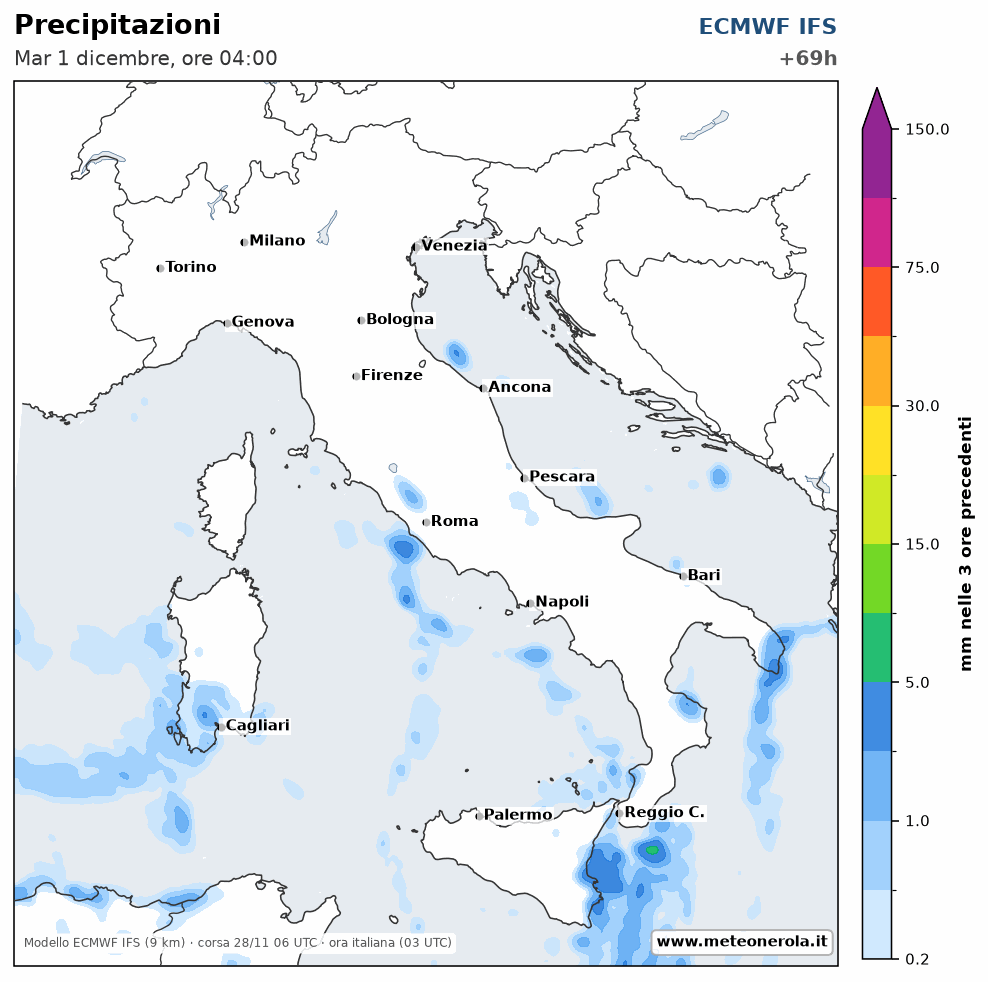 Precipitazioni
ECMWF IFS
Mar 1 dicembre, ore 04:00
+69h
150.0
75.0
30.0
15.0
5.0
1.0
0.2
mm nelle 3 ore precedenti
Milano
Venezia
Torino
Genova
Bologna
Firenze
Ancona
Pescara
Roma
Bari
Napoli
Cagliari
Palermo
Reggio C.
Modello ECMWF IFS (9 km) · corsa 28/11 06 UTC · ora italiana (03 UTC)
www.meteonerola.it